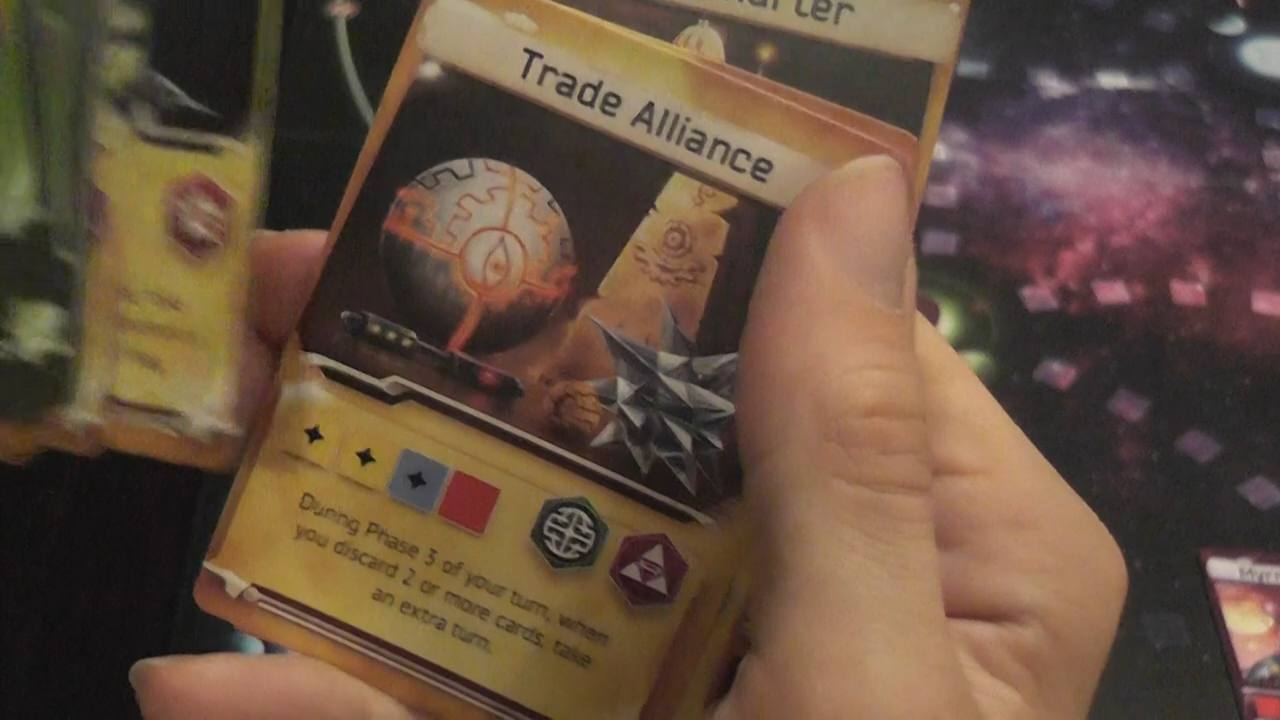 Trade Alliance
During Phase 3 of your turn, when
you discard 2 or more cards, take
an extra turn.